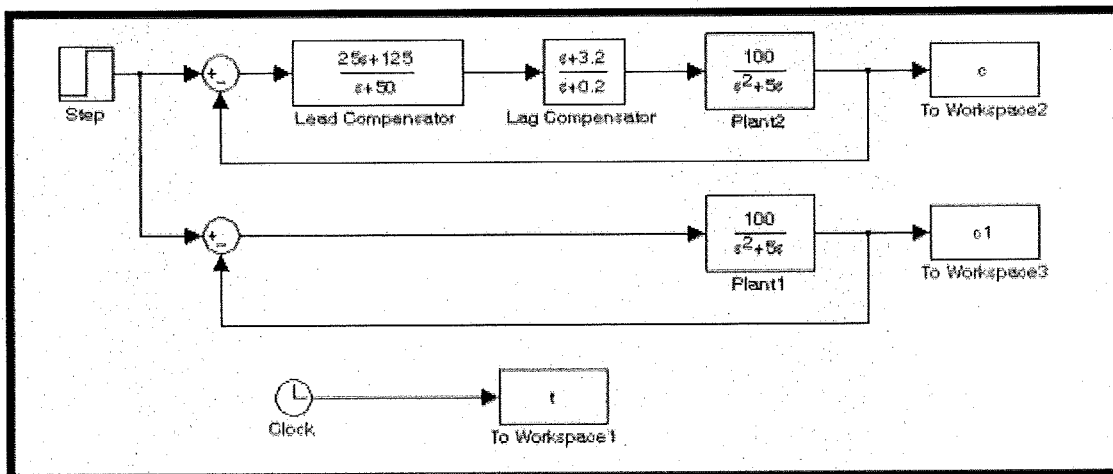 Step
+
−
25s+125
s+50
Lead Compensator
s+3.2
s+0.2
Lag Compensator
100
s²+5s
Plant2
c
To Workspace2
+
−
100
s²+5s
Plant1
c1
To Workspace3
Clock
t
To Workspace1